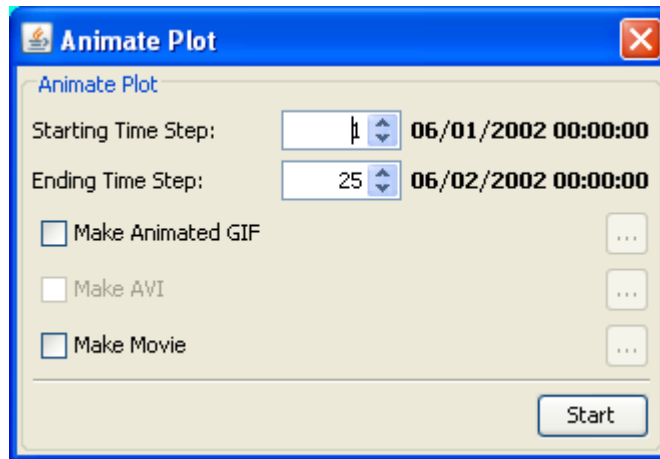 Animate Plot
Animate Plot
Starting Time Step: 1 06/01/2002 00:00:00
Ending Time Step: 25 06/02/2002 00:00:00
Make Animated GIF ...
Make AVI ...
Make Movie ...
Start